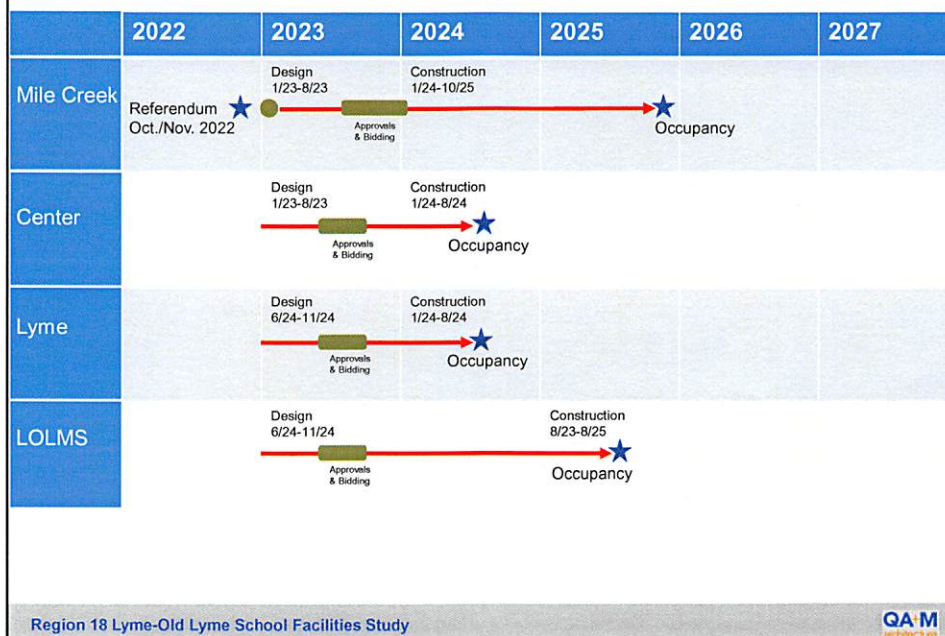 2022 2023 2024 2025 2026 2027
Mile Creek
Referendum
Oct./Nov. 2022
Design
1/23-8/23
Approvals
& Bidding
Construction
1/24-10/25
Occupancy
Center
Design
1/23-8/23
Approvals
& Bidding
Construction
1/24-8/24
Occupancy
Lyme
Design
6/24-11/24
Approvals
& Bidding
Construction
1/24-8/24
Occupancy
LOLMS
Design
6/24-11/24
Approvals
& Bidding
Construction
8/23-8/25
Occupancy
Region 18 Lyme-Old Lyme School Facilities Study
QA+M
architecture